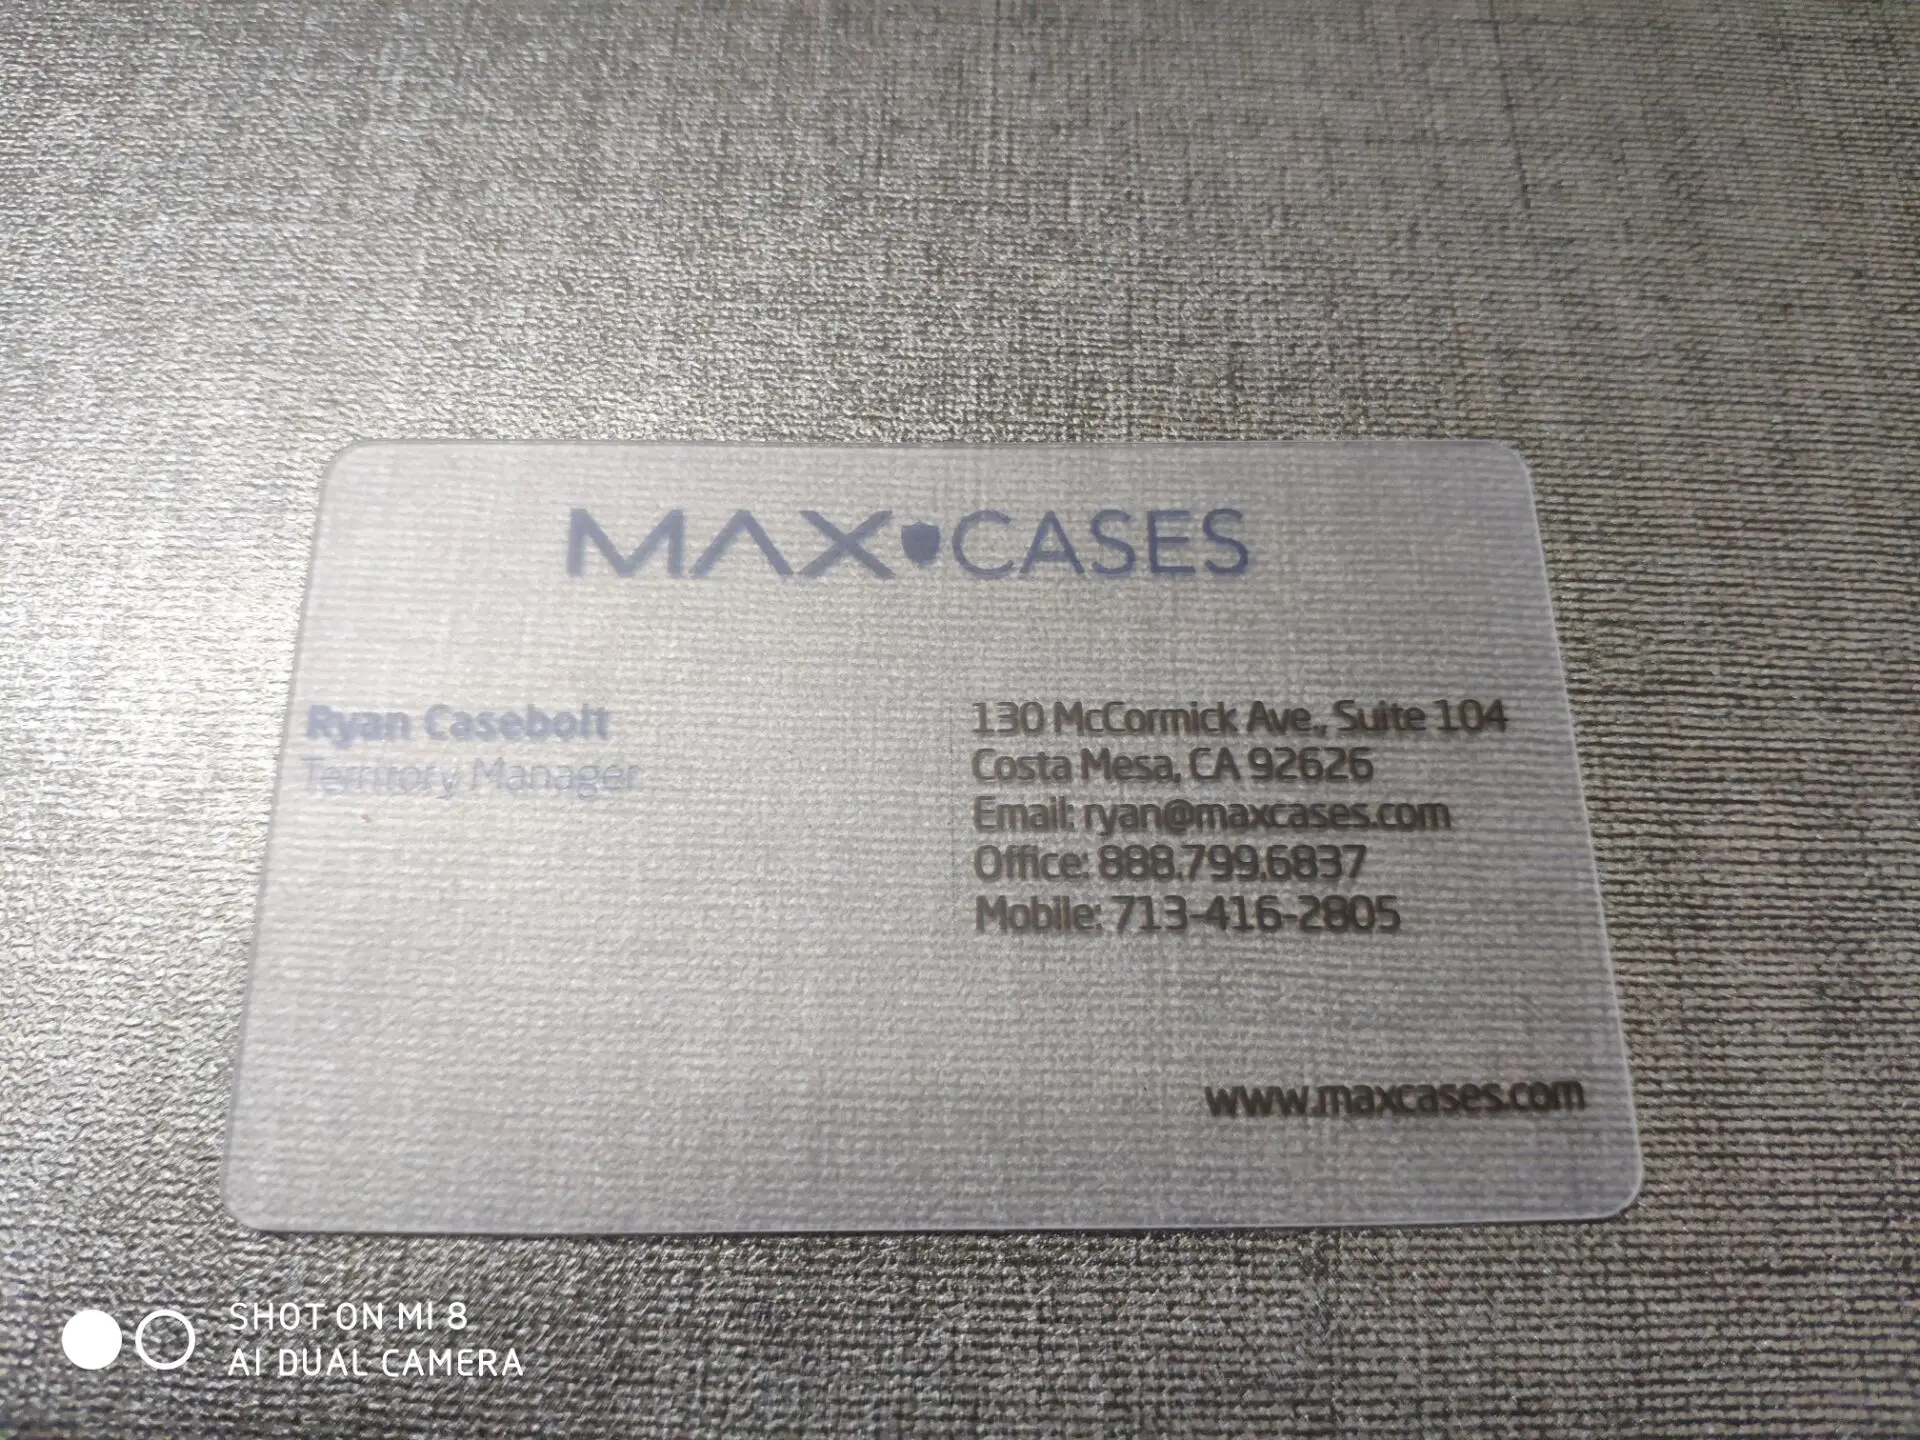 MAX CASES
Ryan Casebolt
Territory Manager
130 McCormick Ave., Suite 104
Costa Mesa, CA 92626
Email: ryan@maxcases.com
Office: 888.799.6837
Mobile: 713-416-2805
www.maxcases.com
SHOT ON MI 8
AI DUAL CAMERA